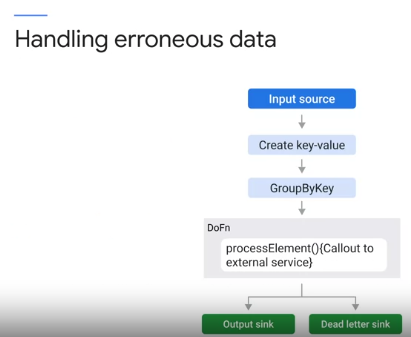 Handling erroneous data
Input source
Create key-value
GroupByKey
DoFn
processElement(){Callout to
external service}
Output sink
Dead letter sink